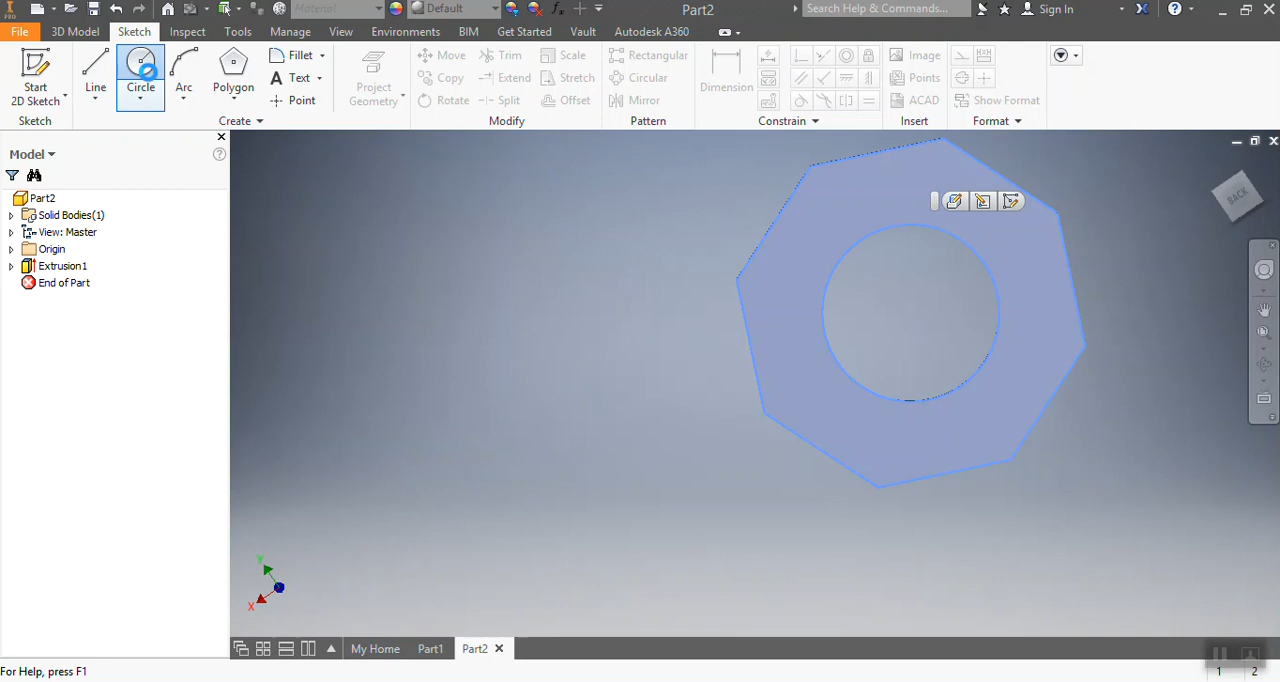 PRO
Material
Default
fx
Part2
Search Help & Commands...
Sign In
File
3D Model
Sketch
Inspect
Tools
Manage
View
Environments
BIM
Get Started
Vault
Autodesk A360
Start
2D Sketch
Line
Circle
Arc
Polygon
Fillet
Text
Point
Project
Geometry
Move
Copy
Rotate
Trim
Extend
Split
Scale
Stretch
Offset
Rectangular
Circular
Mirror
Dimension
Image
Points
ACAD
Show Format
Sketch
Create
Modify
Pattern
Constrain
Insert
Format
Model
Part2
Solid Bodies(1)
View: Master
Origin
Extrusion1
End of Part
BACK
Y
X
My Home
Part1
Part2
For Help, press F1
1
2